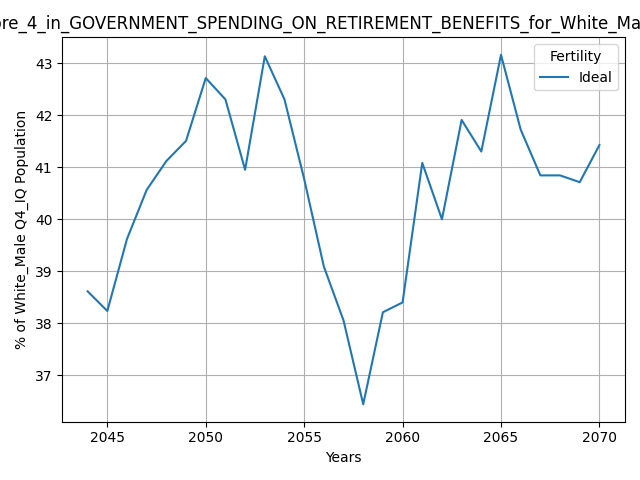 ore_4_in_GOVERNMENT_SPENDING_ON_RETIREMENT_BENEFITS_for_White_Ma
Fertility
Ideal
% of White_Male Q4_IQ Population
43
42
41
40
39
38
37
2045 2050 2055 2060 2065 2070
Years